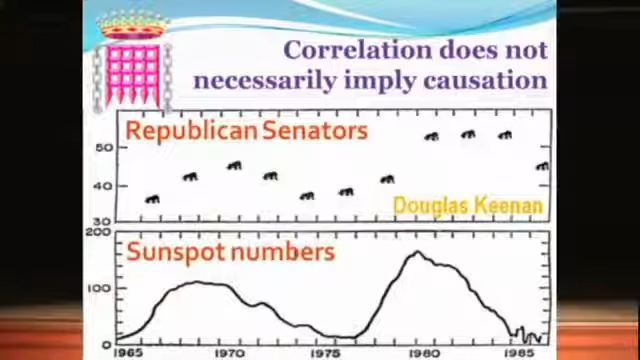 Correlation does not
necessarily imply causation
Republican Senators
50
40
30
Douglas Keenan
200
Sunspot numbers
100
0
1965 1970 1975 1980 1985